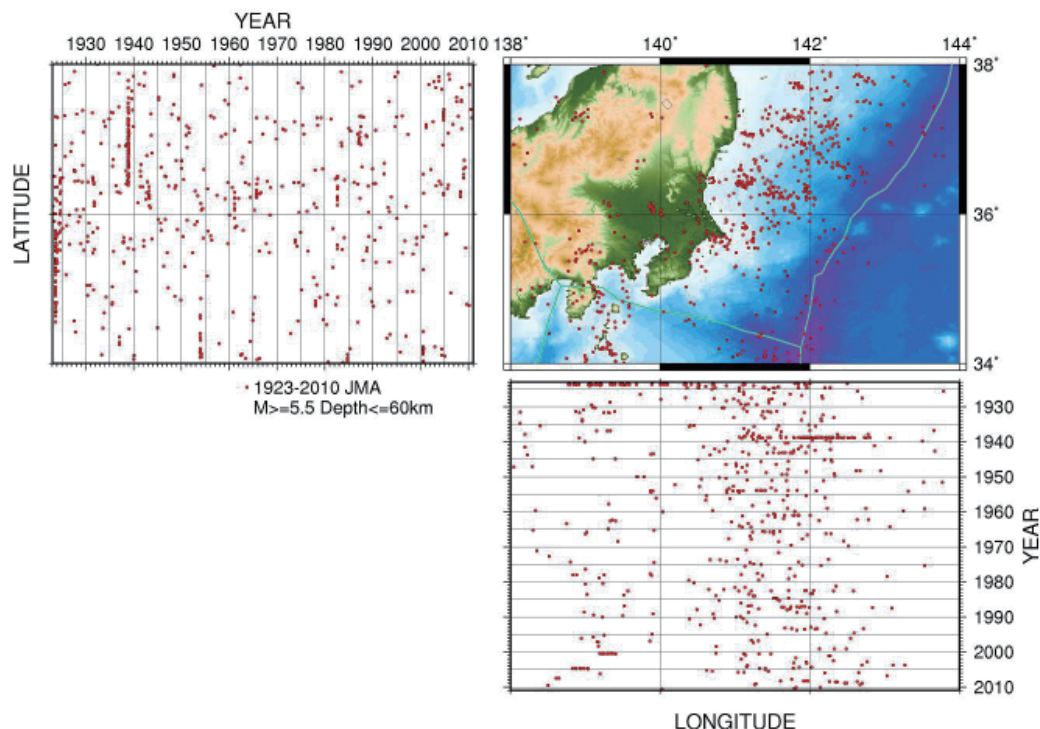 YEAR
1930 1940 1950 1960 1970 1980 1990 2000 2010
138° 140° 142° 144°
LATITUDE
38°
36°
34°
1923-2010 JMA
M>=5.5 Depth<=60km
1930
1940
1950
1960
1970
1980
1990
2000
2010
YEAR
LONGITUDE